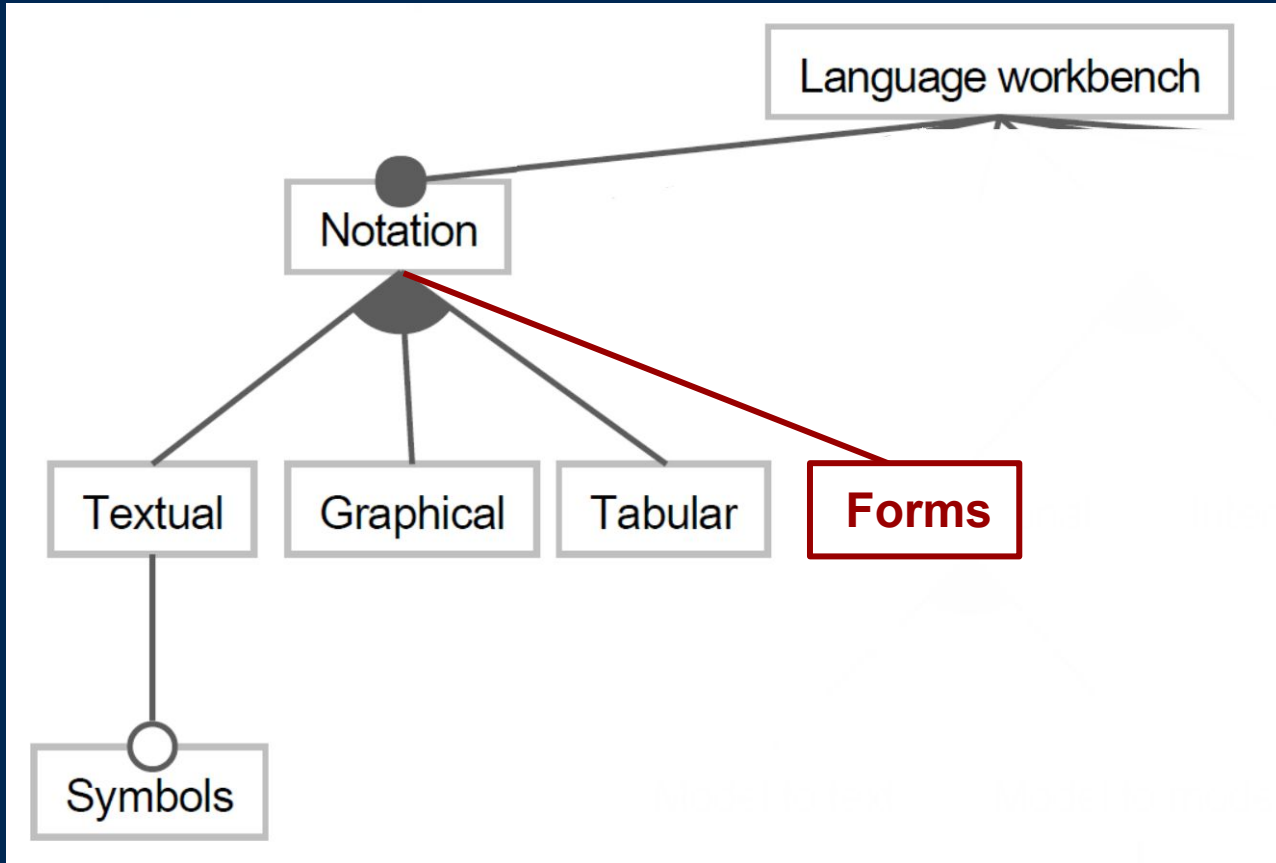 Language workbench
Notation
Textual
Graphical
Tabular
Forms
Symbols